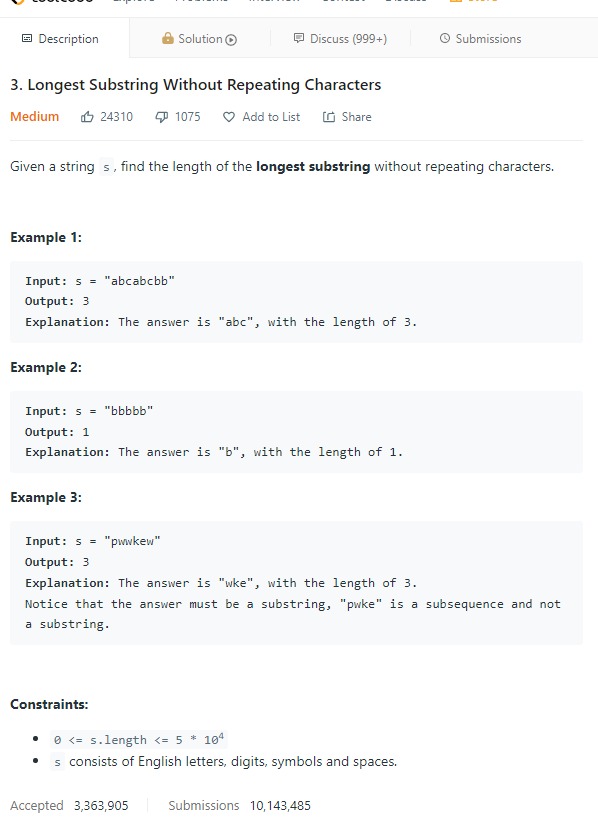 Description Solution Discuss (999+) Submissions
3. Longest Substring Without Repeating Characters
Medium 24310 1075 Add to List Share
Given a string s, find the length of the longest substring without repeating characters.
Example 1:
Input: s = "abcabcbb"
Output: 3
Explanation: The answer is "abc", with the length of 3.
Example 2:
Input: s = "bbbbb"
Output: 1
Explanation: The answer is "b", with the length of 1.
Example 3:
Input: s = "pwwkew"
Output: 3
Explanation: The answer is "wke", with the length of 3.
Notice that the answer must be a substring, "pwke" is a subsequence and not
a substring.
Constraints:
0 <= s.length <= 5 * 10⁴
s consists of English letters, digits, symbols and spaces.
Accepted 3,363,905 Submissions 10,143,485